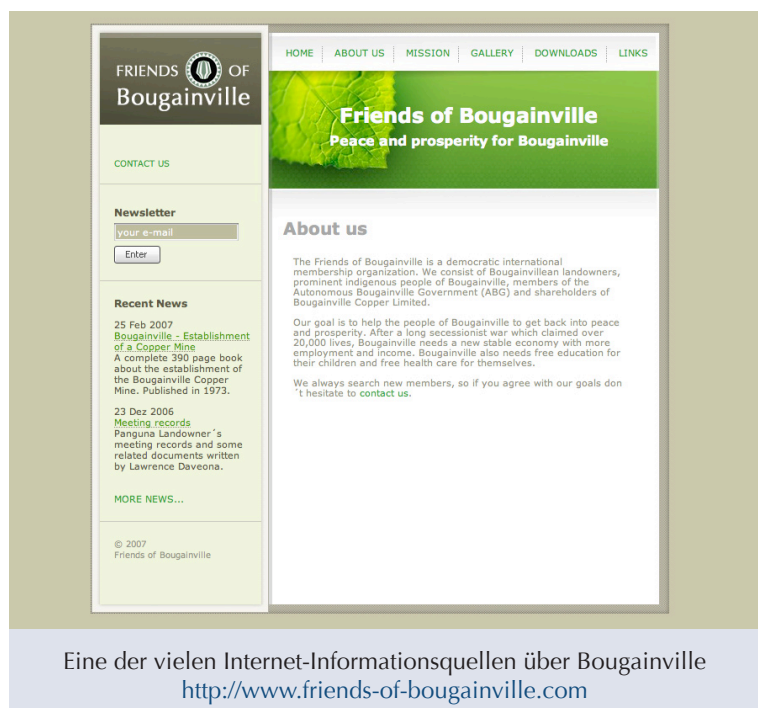 FRIENDS OF
Bougainville
CONTACT US
Newsletter
your e-mail
Enter
Recent News
25 Feb 2007
Bougainville - Establishment
of a Copper Mine
A complete 390 page book
about the establishment of
the Bougainville Copper
Mine. Published in 1973.
23 Dez 2006
Meeting records
Panguna Landowner´s
meeting records and some
related documents written
by Lawrence Daveona.
MORE NEWS...
© 2007
Friends of Bougainville
HOME ABOUT US MISSION GALLERY DOWNLOADS LINKS
Friends of Bougainville
Peace and prosperity for Bougainville
About us
The Friends of Bougainville is a democratic international
membership organization. We consist of Bougainvillean landowners,
prominent indigenous people of Bougainville, members of the
Autonomous Bougainville Government (ABG) and shareholders of
Bougainville Copper Limited.
Our goal is to help the people of Bougainville to get back into peace
and prosperity. After a long secessionist war which claimed over
20,000 lives, Bougainville needs a new stable economy with more
employment and income. Bougainville also needs free education for
their children and free health care for themselves.
We always search new members, so if you agree with our goals don
´t hesitate to contact us.
Eine der vielen Internet-Informationsquellen über Bougainville
http://www.friends-of-bougainville.com